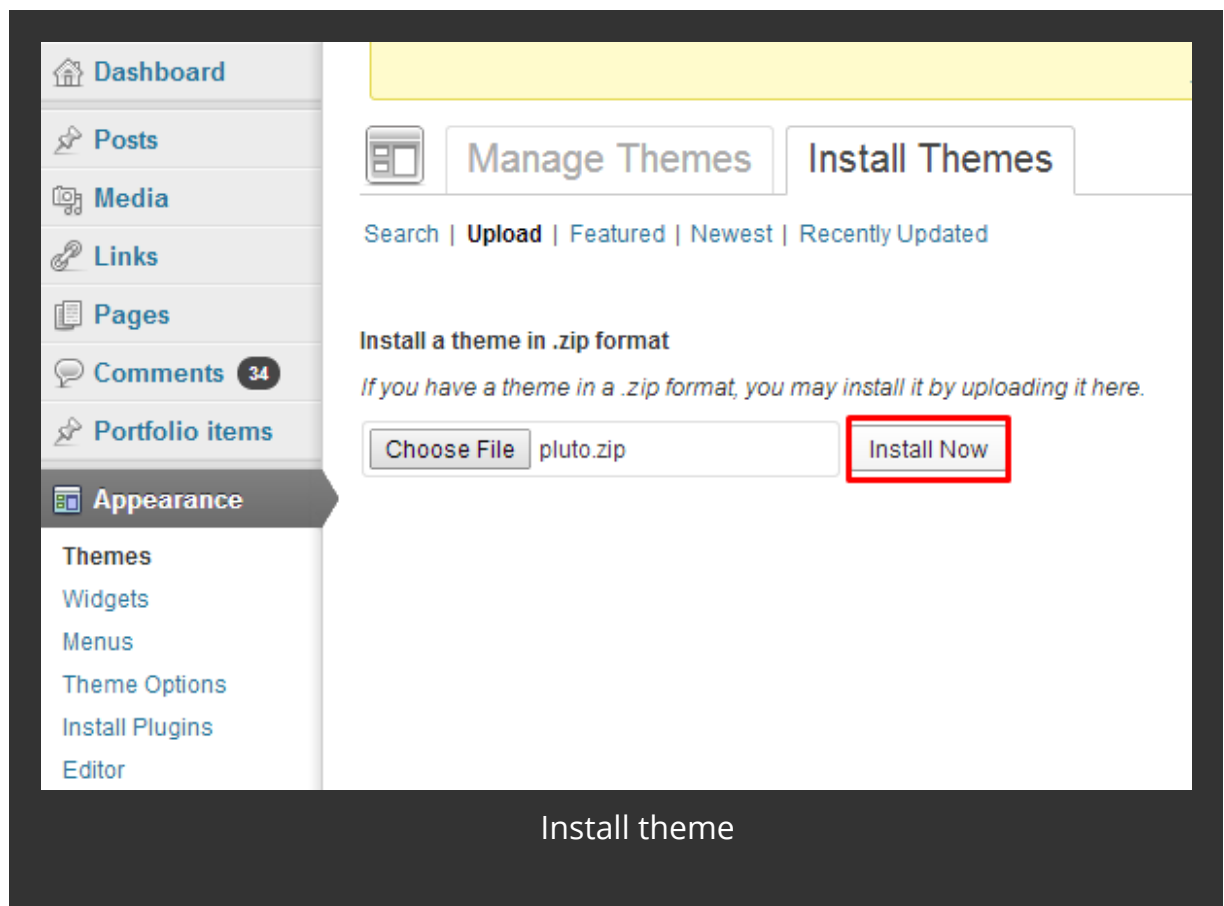 Dashboard
Posts
Media
Links
Pages
Comments 34
Portfolio items
Appearance
Themes
Widgets
Menus
Theme Options
Install Plugins
Editor
Manage Themes Install Themes
Search | Upload | Featured | Newest | Recently Updated
Install a theme in .zip format
If you have a theme in a .zip format, you may install it by uploading it here.
Choose File pluto.zip Install Now
Install theme